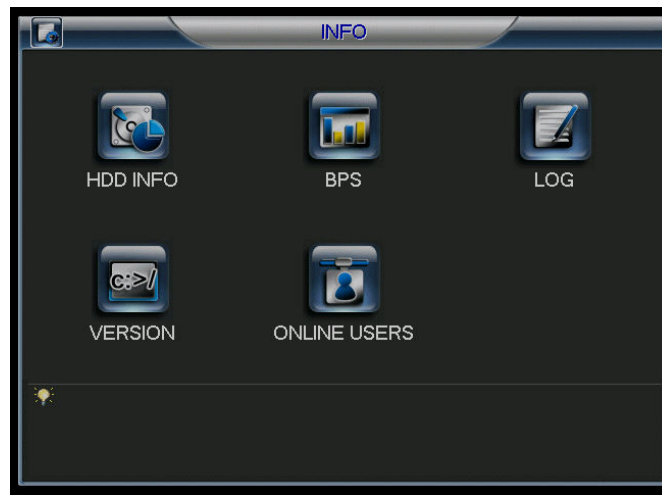 INFO
HDD INFO
BPS
LOG
c:>/
VERSION
ONLINE USERS